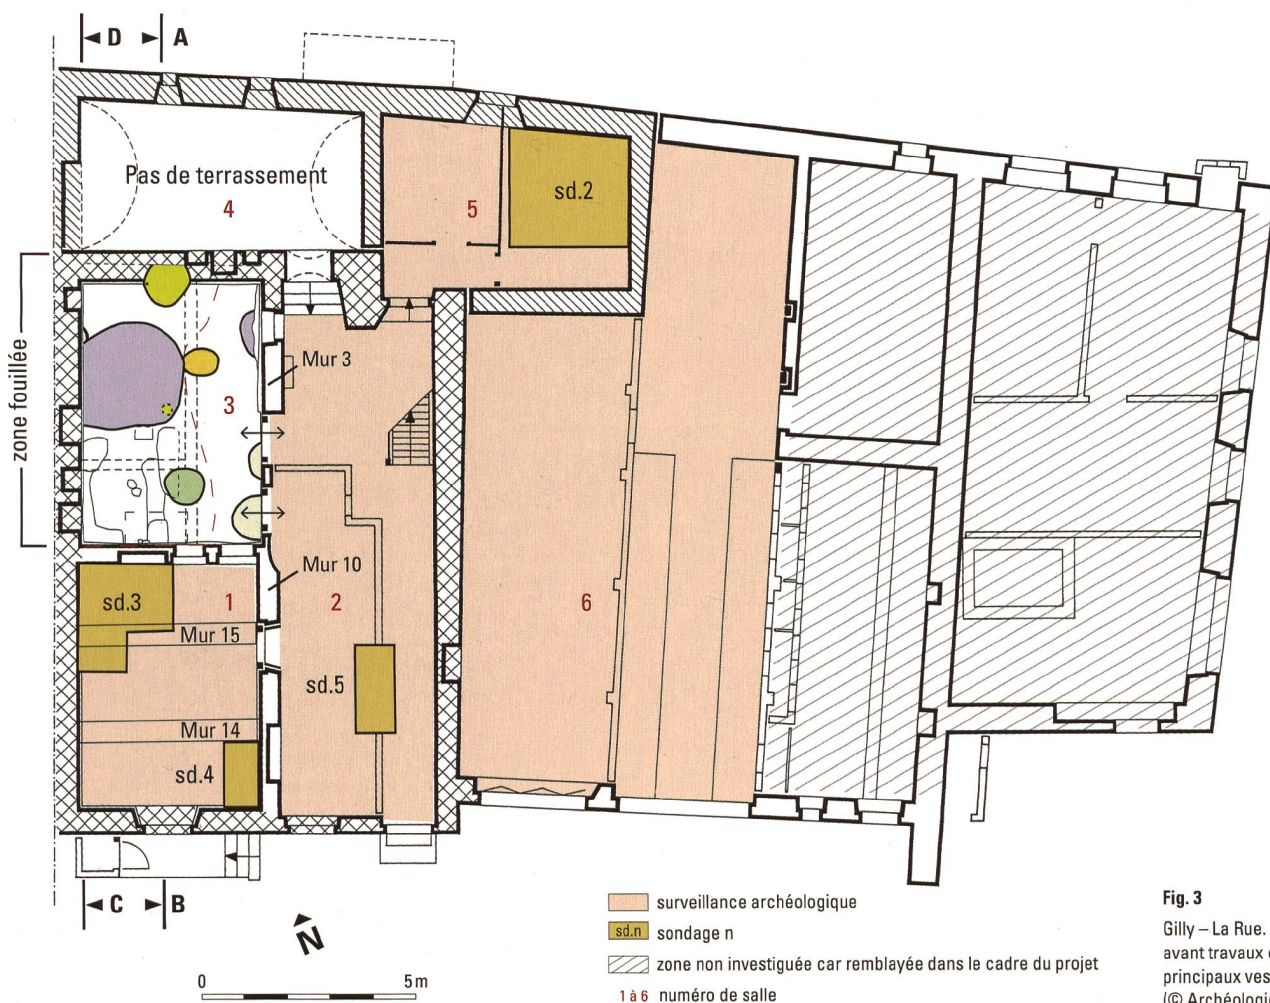 D A
Pas de terrassement
4
5
sd.2
zone fouillée
3
Mur 3
Mur 10
sd.3
1
2
6
Mur 15
sd.5
Mur 14
sd.4
C B
N
0 5 m
surveillance archéologique
sd.n sondage n
zone non investiguée car remblayée dans le cadre du projet
1 à 6 numéro de salle
Fig. 3
Gilly – La Rue.
avant travaux
principaux ves
(© Archéologi